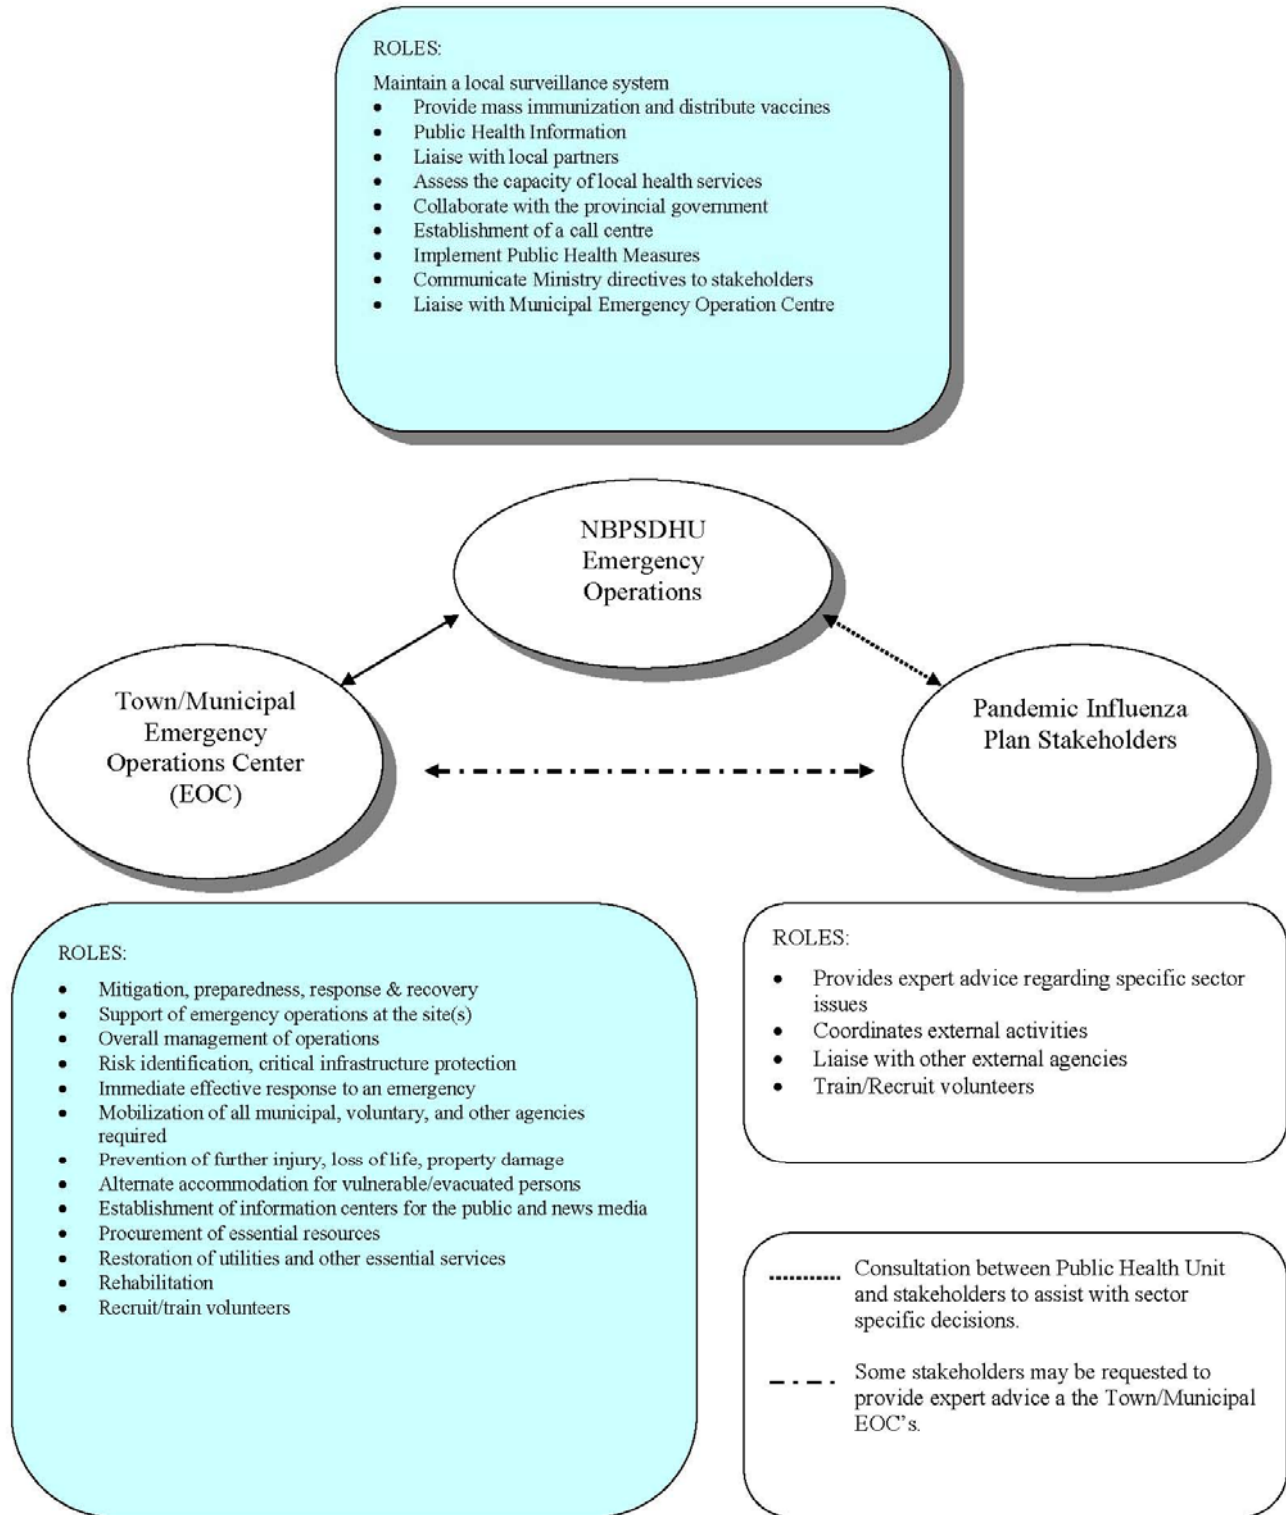 ROLES:
Maintain a local surveillance system
• Provide mass immunization and distribute vaccines
• Public Health Information
• Liaise with local partners
• Assess the capacity of local health services
• Collaborate with the provincial government
• Establishment of a call centre
• Implement Public Health Measures
• Communicate Ministry directives to stakeholders
• Liaise with Municipal Emergency Operation Centre
NBPSDHU
Emergency
Operations
Town/Municipal
Emergency
Operations Center
(EOC)
Pandemic Influenza
Plan Stakeholders
ROLES:
• Mitigation, preparedness, response & recovery
• Support of emergency operations at the site(s)
• Overall management of operations
• Risk identification, critical infrastructure protection
• Immediate effective response to an emergency
• Mobilization of all municipal, voluntary, and other agencies
required
• Prevention of further injury, loss of life, property damage
• Alternate accommodation for vulnerable/evacuated persons
• Establishment of information centers for the public and news media
• Procurement of essential resources
• Restoration of utilities and other essential services
• Rehabilitation
• Recruit/train volunteers
ROLES:
• Provides expert advice regarding specific sector
issues
• Coordinates external activities
• Liaise with other external agencies
• Train/Recruit volunteers
Consultation between Public Health Unit
and stakeholders to assist with sector
specific decisions.
Some stakeholders may be requested to
provide expert advice a the Town/Municipal
EOC's.